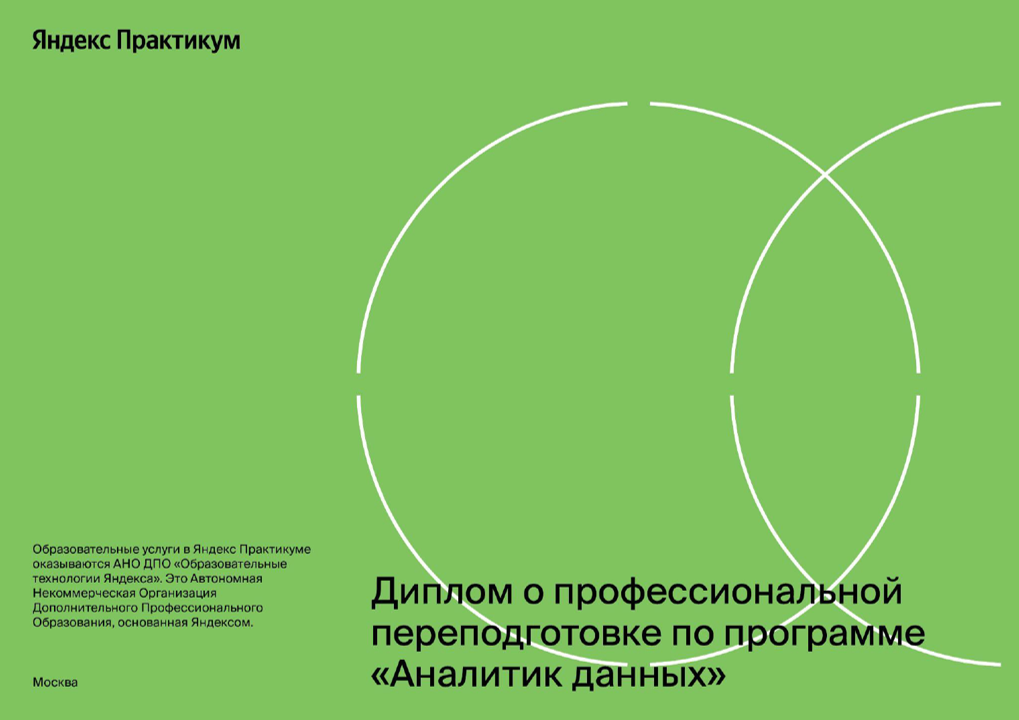 Яндекс Практикум
Образовательные услуги в Яндекс Практикуме
оказываются АНО ДПО «Образовательные
технологии Яндекса». Это Автономная
Некоммерческая Организация
Дополнительного Профессионального
Образования, основанная Яндексом.
Москва
Диплом о профессиональной
переподготовке по программе
«Аналитик данных»